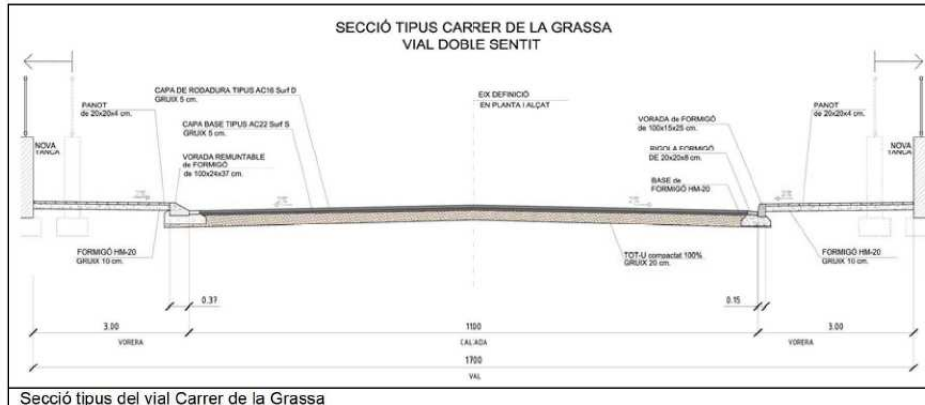 SECCIÓ TIPUS CARRER DE LA GRASSA
VIAL DOBLE SENTIT
CAPA DE RODADURA TIPUS AC16 Surf D
GRUIX 5 cm.
EIX DEFINICIÓ
EN PLANTA I ALÇAT
PANOT
de 20x20x4 cm.
CAPA BASE TIPUS AC22 Surf S
GRUIX 5 cm.
VORADA de FORMIGÓ
de 100x15x25 cm.
PANOT
de 20x20x4 cm.
NOVA
TANCA
VORADA REMUNTABLE
de FORMIGÓ
de 100x24x37 cm.
RIGOLA FORMIGÓ
DE 20x20x8 cm.
BASE de
FORMIGÓ HM-20
NOVA
TANCA
FORMIGÓ HM-20
GRUIX 10 cm.
TOT-U compactat 100%
GRUIX 20 cm.
FORMIGÓ HM-20
GRUIX 10 cm.
0.37
0.15
3.00
1100
3.00
VORERA
CALÇADA
VORERA
1700
VAL
Secció tipus del vial Carrer de la Grassa